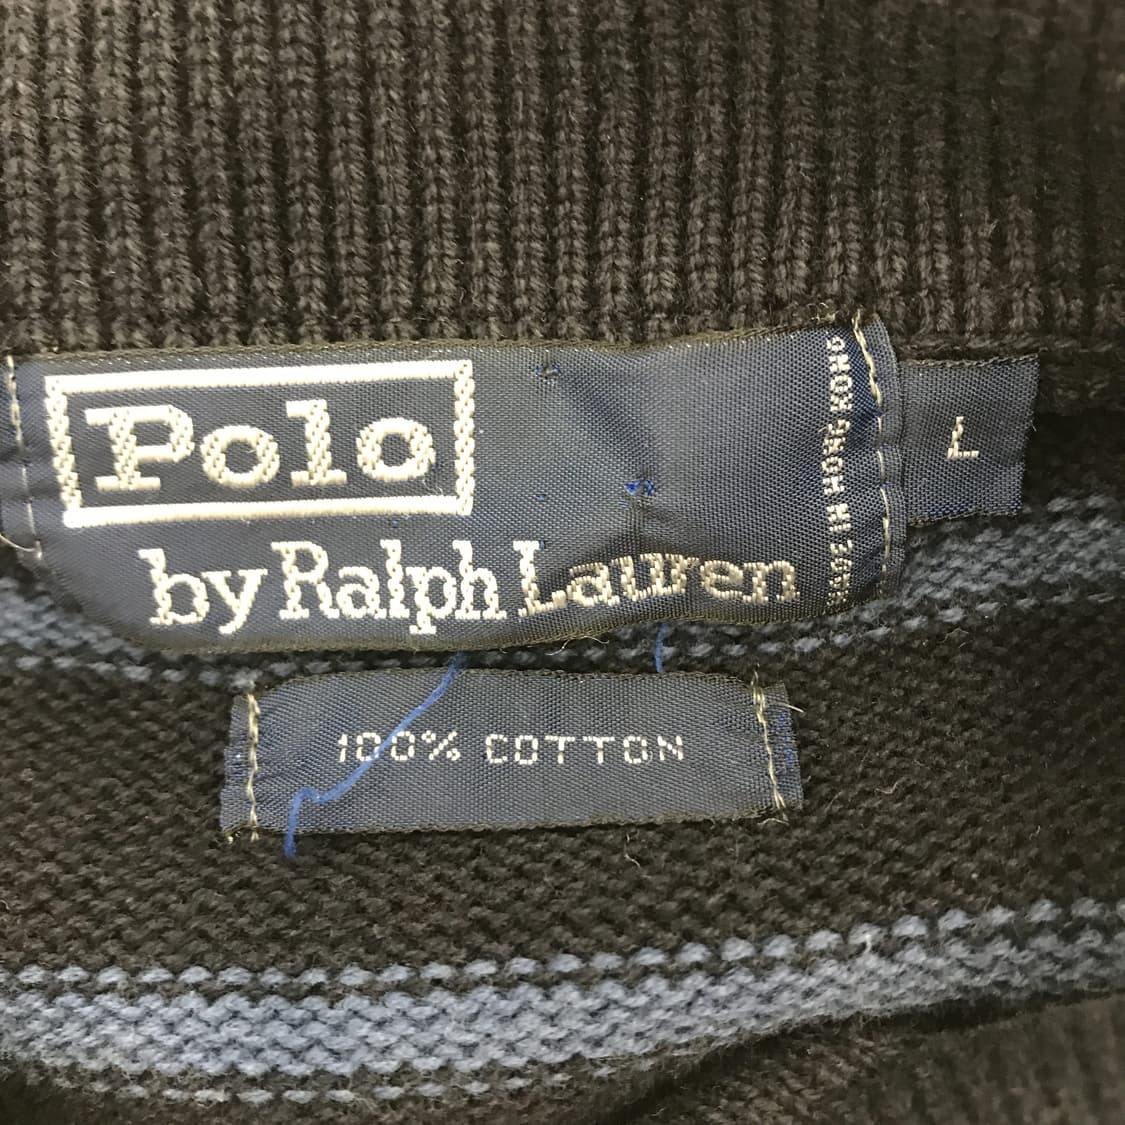 Polo
by Ralph Lauren
MADE IN HONG KONG
L
100% COTTON